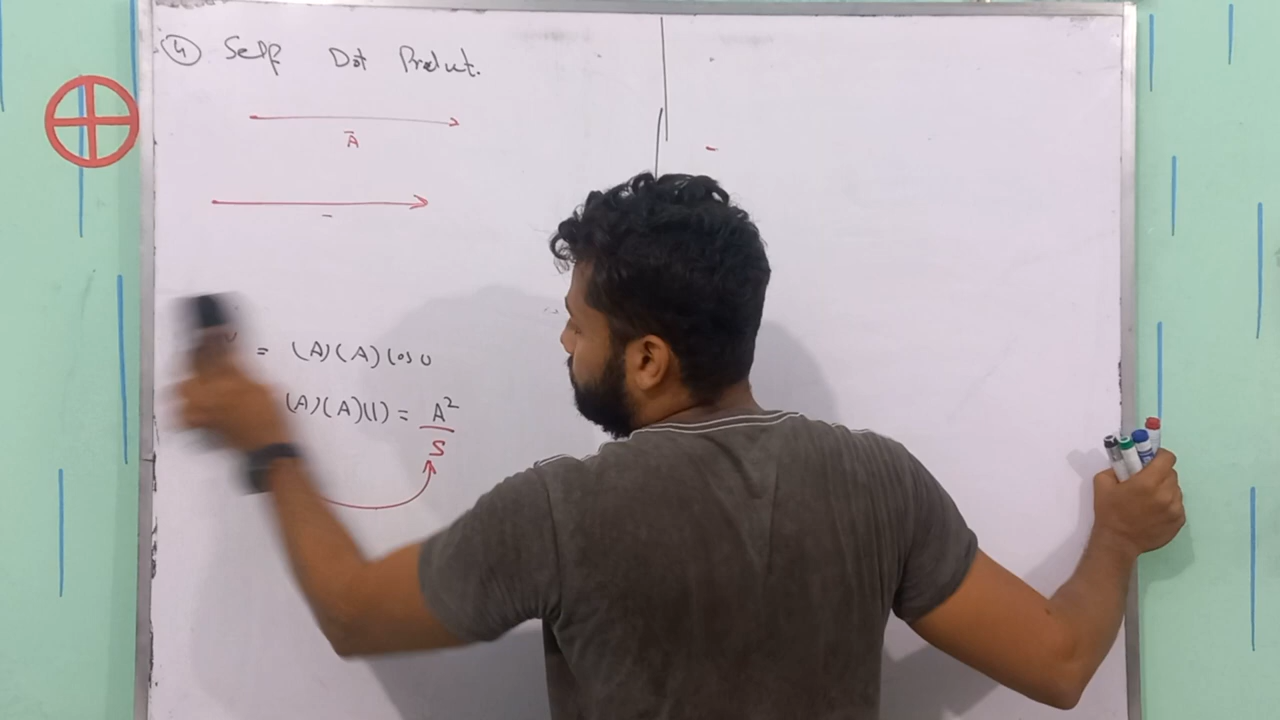 ④ Self Dot Product.
Ā
= (A)(A) Cos 0
(A)(A)(1) = A²
S